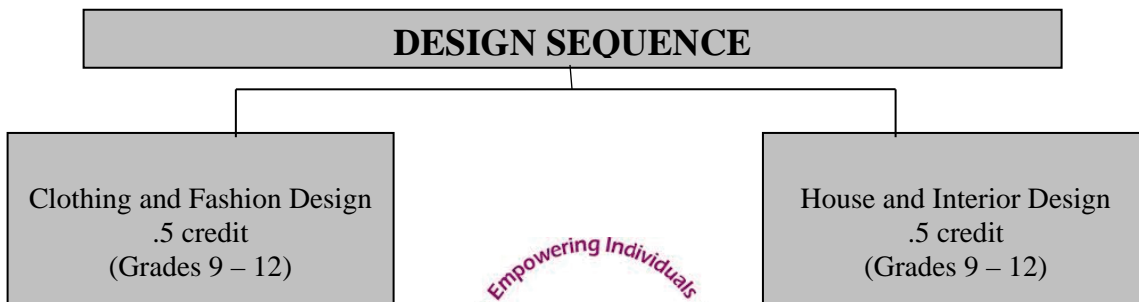 DESIGN SEQUENCE
Clothing and Fashion Design
.5 credit
(Grades 9 – 12)
House and Interior Design
.5 credit
(Grades 9 – 12)
Empowering Individuals